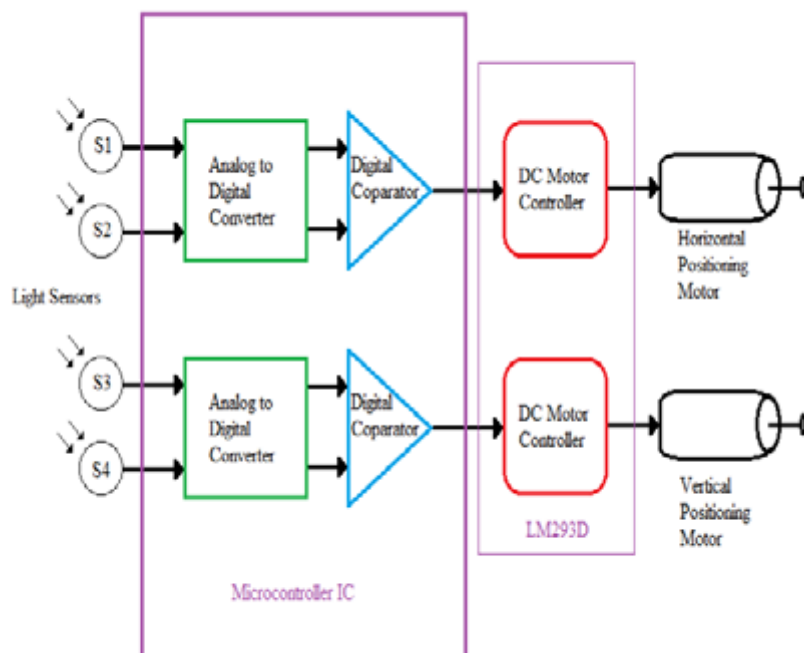 S1
S2
Light Sensors
S3
S4
Analog to
Digital
Converter
Digital
Coparator
DC Motor
Controller
Horizontal
Positioning
Motor
Analog to
Digital
Converter
Digital
Coparator
DC Motor
Controller
Vertical
Positioning
Motor
LM293D
Microcontroller IC